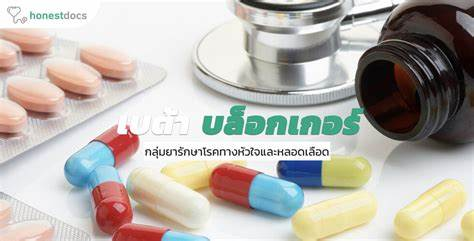 honestdocs
เบต้า บล็อกเกอร์
กลุ่มยารักษาโรคทางหัวใจและหลอดเลือด